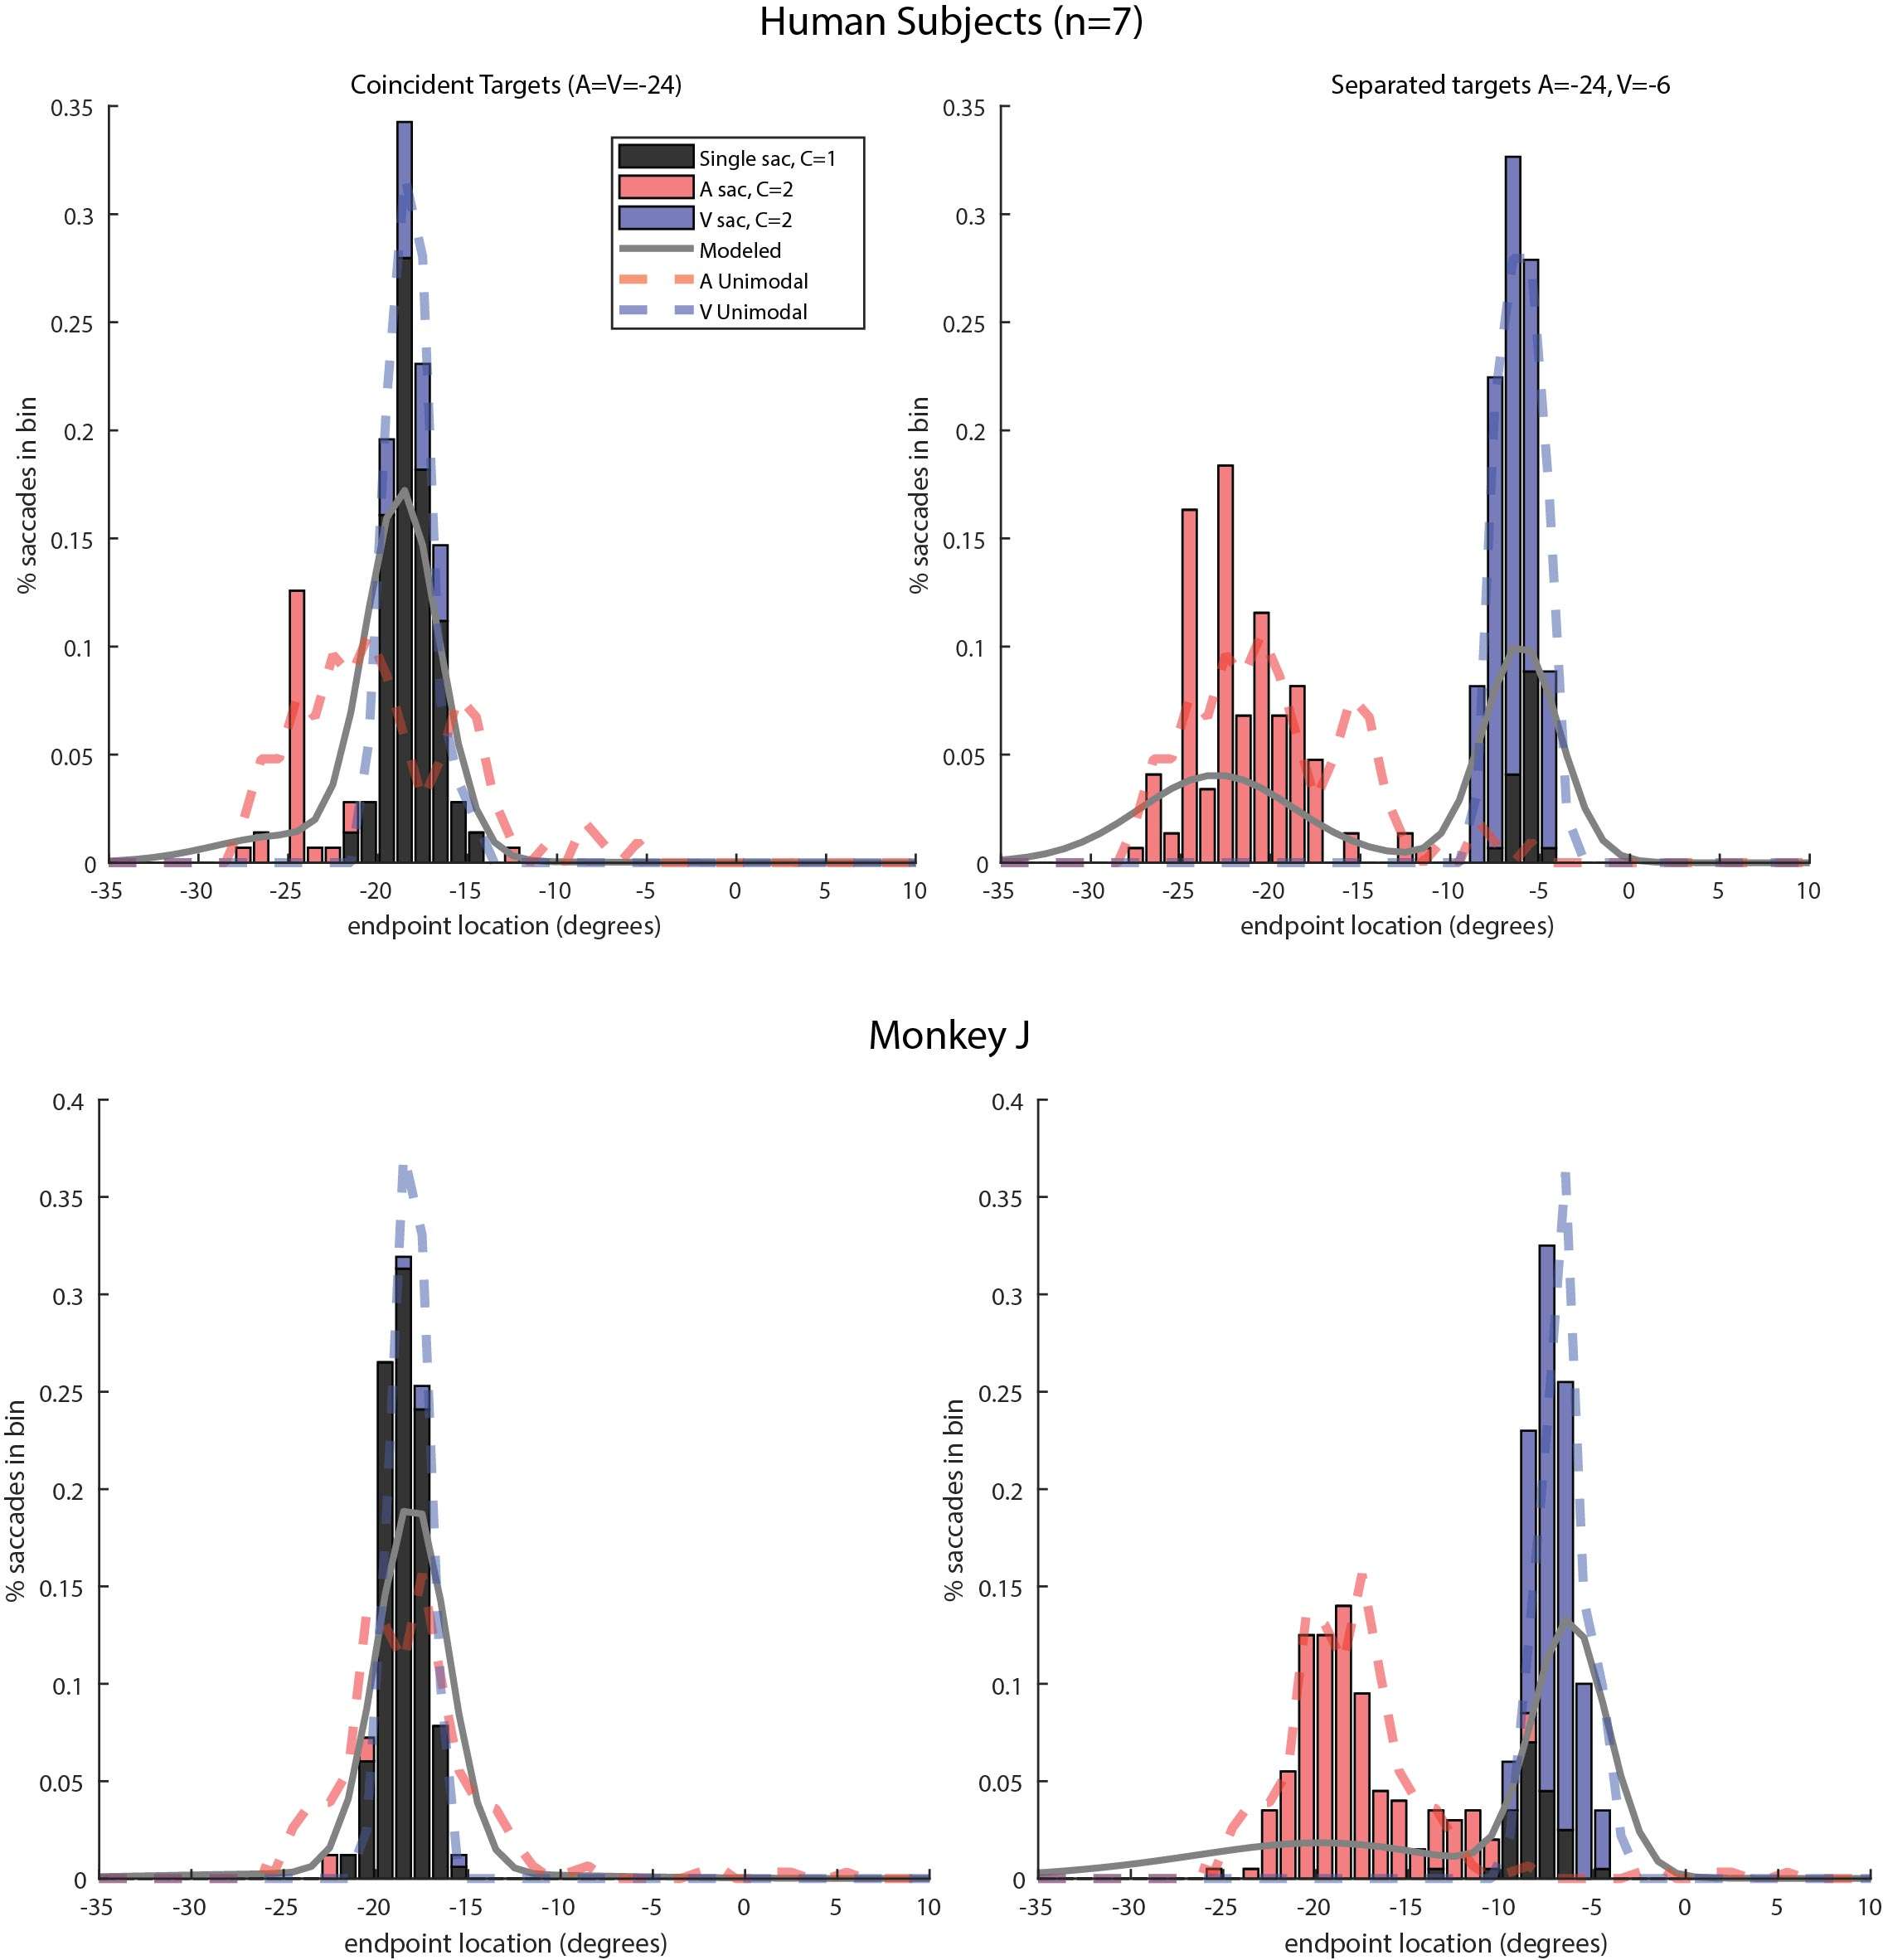 Human Subjects (n=7)
Coincident Targets (A=V=-24)
0.35
0.3
0.25
0.2
0.15
0.1
0.05
0
% saccades in bin
-35 -30 -25 -20 -15 -10 -5 0 5 10
endpoint location (degrees)
Single sac, C=1
A sac, C=2
V sac, C=2
Modeled
A Unimodal
V Unimodal
Separated targets A=-24, V=-6
0.35
0.3
0.25
0.2
0.15
0.1
0.05
0
% saccades in bin
-35 -30 -25 -20 -15 -10 -5 0 5 10
endpoint location (degrees)
Monkey J
0.4
0.35
0.3
0.25
0.2
0.15
0.1
0.05
0
% saccades in bin
-35 -30 -25 -20 -15 -10 -5 0 5 10
endpoint location (degrees)
0.4
0.35
0.3
0.25
0.2
0.15
0.1
0.05
0
% saccades in bin
-35 -30 -25 -20 -15 -10 -5 0 5 10
endpoint location (degrees)